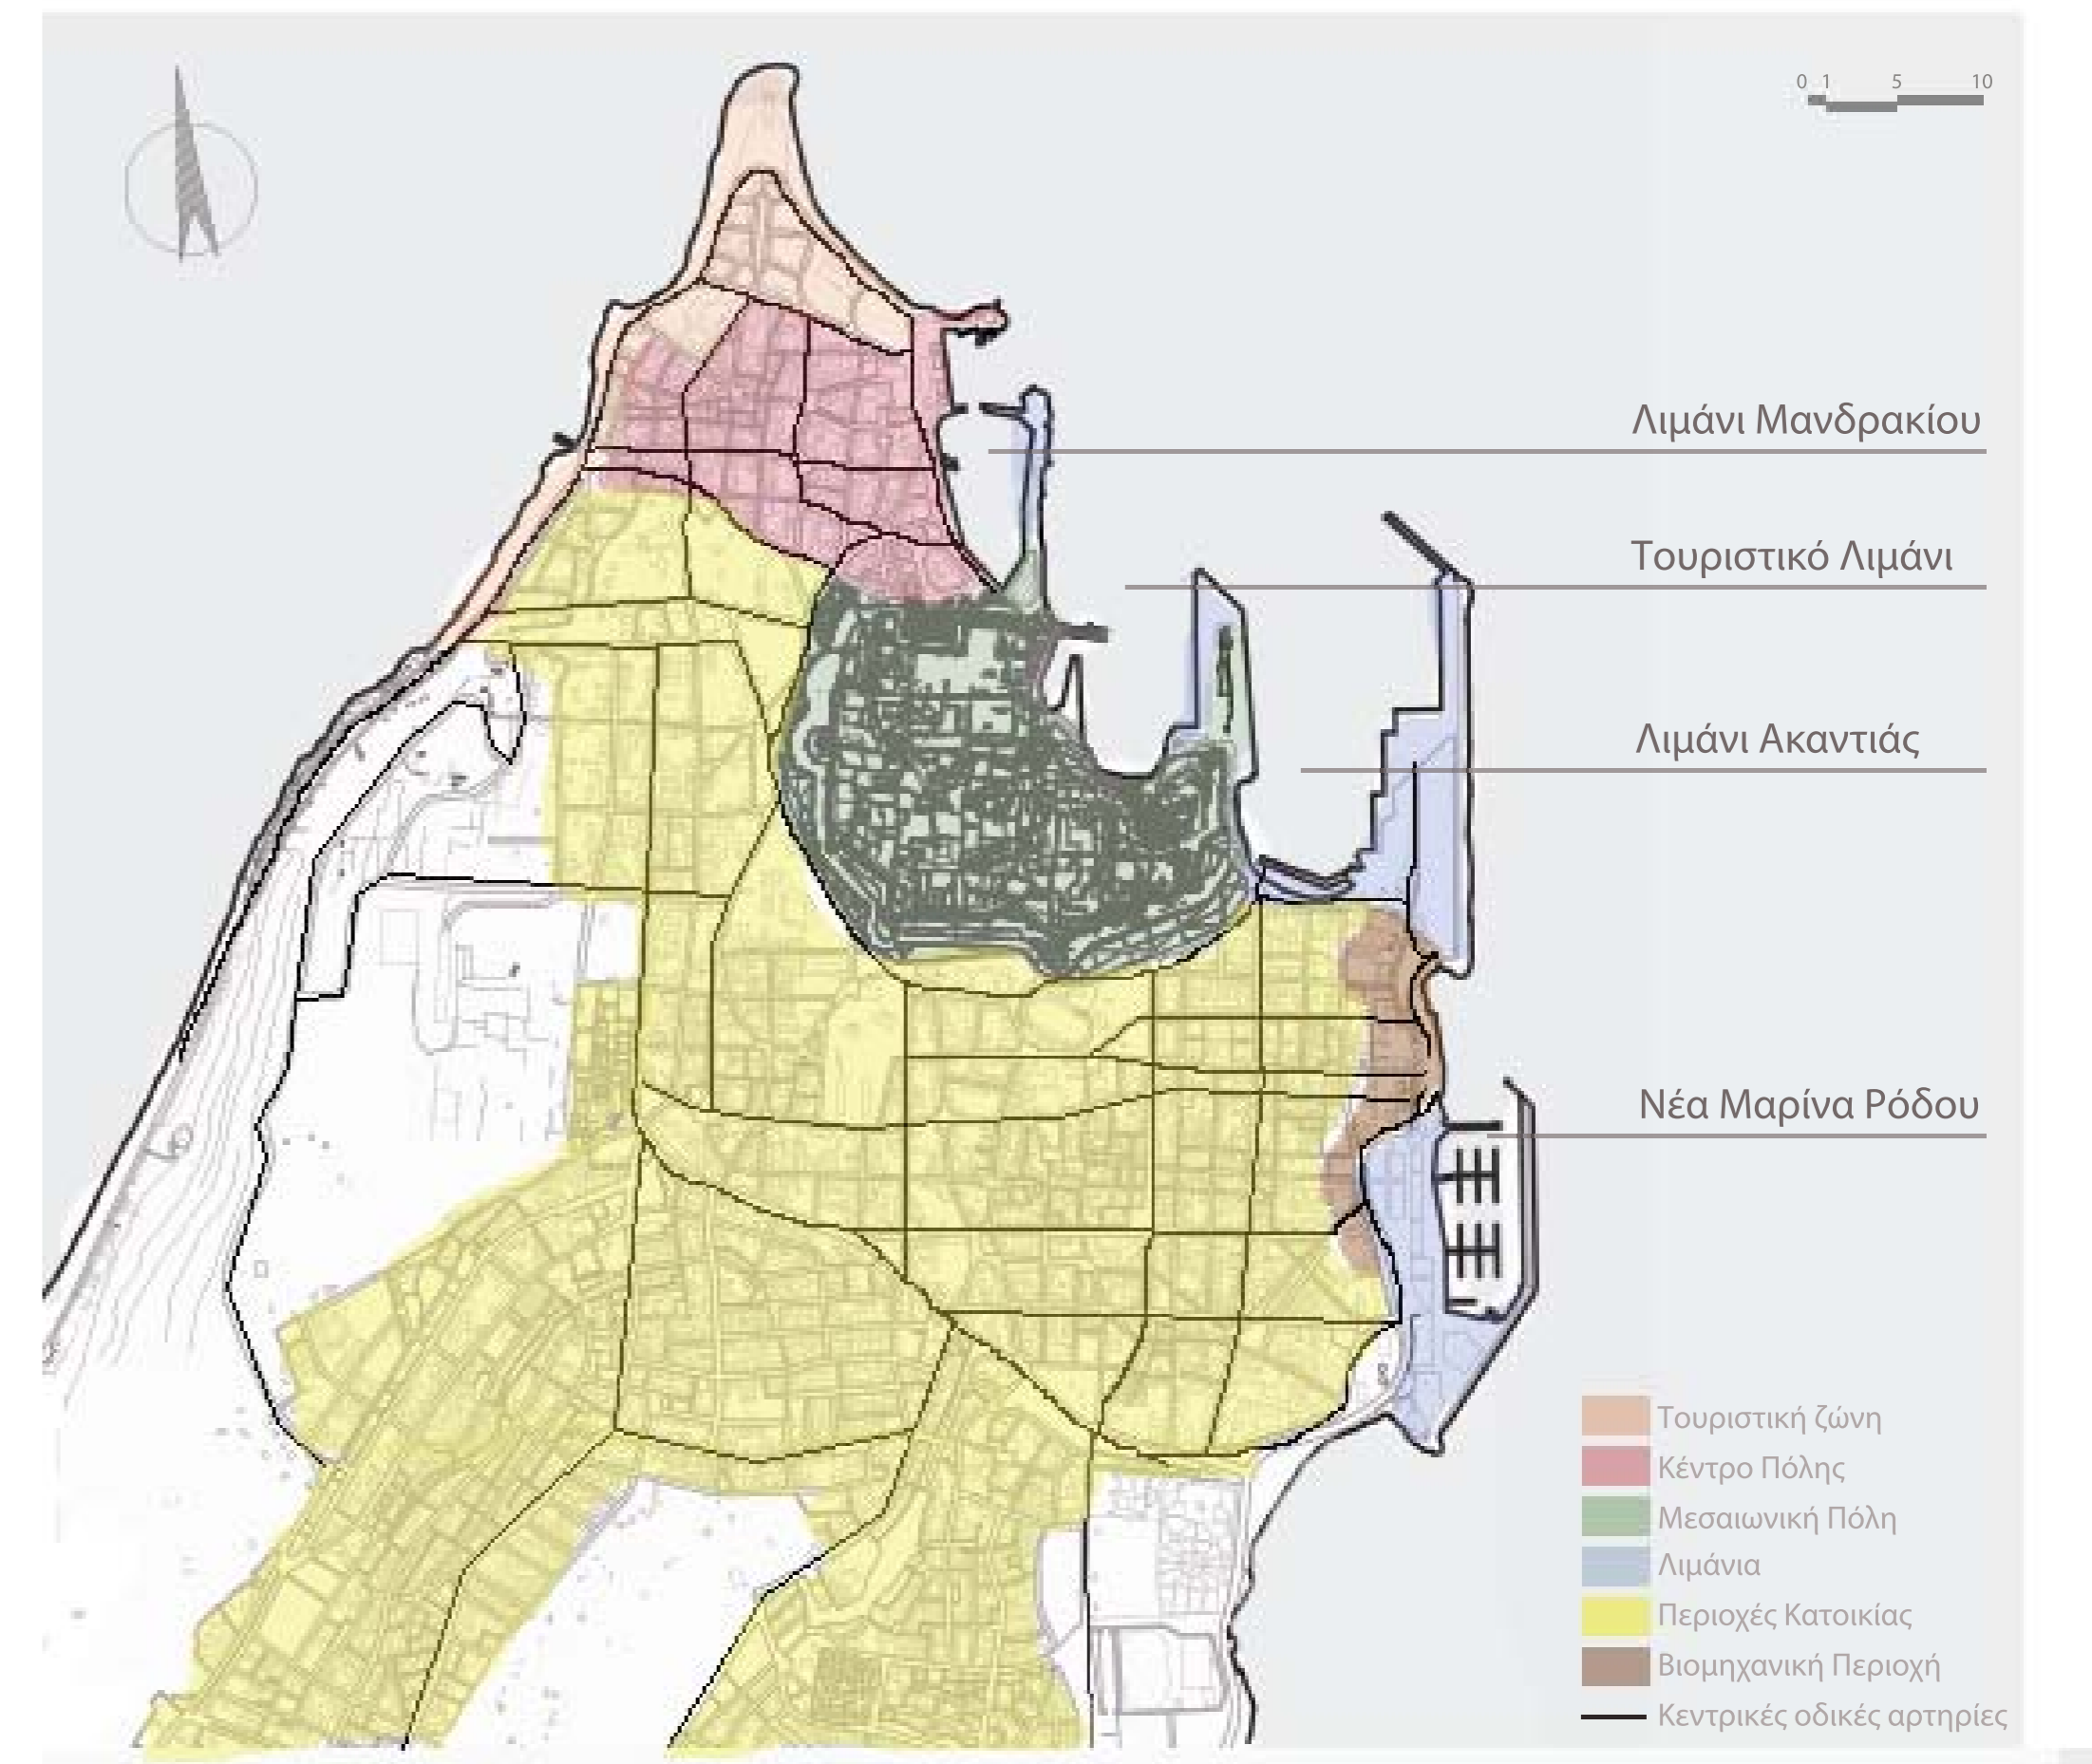 0 1 5 10
Λιμάνι Μανδρακίου
Τουριστικό Λιμάνι
Λιμάνι Ακαντιάς
Νέα Μαρίνα Ρόδου
Τουριστική ζώνη
Κέντρο Πόλης
Μεσαιωνική Πόλη
Λιμάνια
Περιοχές Κατοικίας
Βιομηχανική Περιοχή
Κεντρικές οδικές αρτηρίες